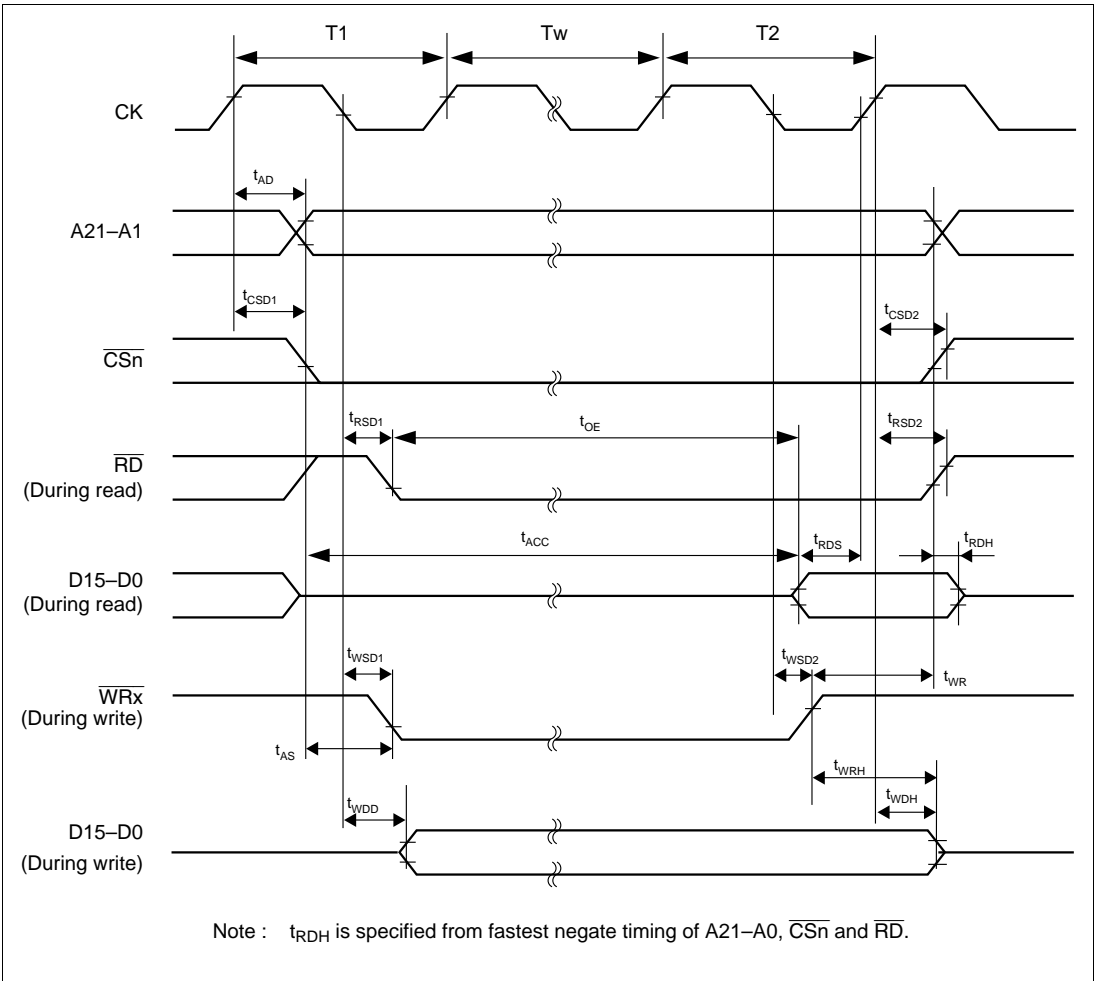 T1 Tw T2
CK
tAD
A21–A1
tCSD1 tCSD2
CSn
tRSD1 tOE tRSD2
RD
(During read)
tACC tRDS tRDH
D15–D0
(During read)
tWSD1 tWSD2
tWR
WRx
(During write)
tAS
tWRH
tWDD tWDH
D15–D0
(During write)
Note : tRDH is specified from fastest negate timing of A21–A0, CSn and RD.